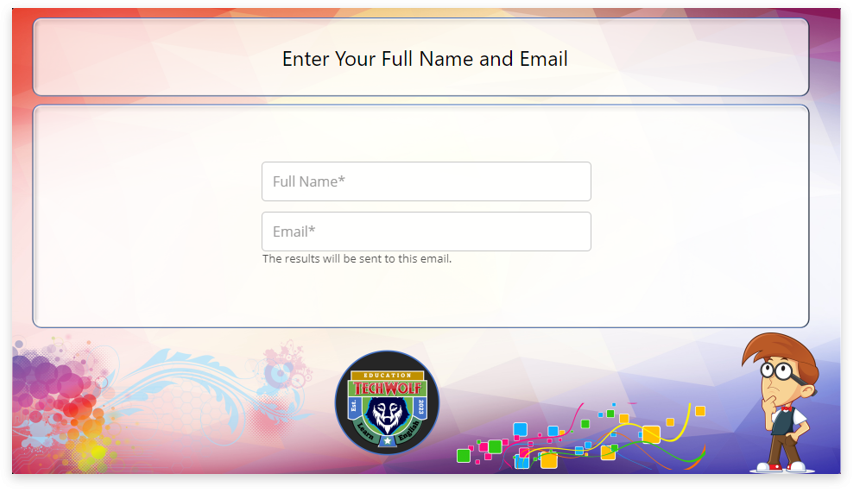 Enter Your Full Name and Email
Full Name*
Email*
The results will be sent to this email.
EDUCATION
TECHWOLF
Est.
2012
Learn
English